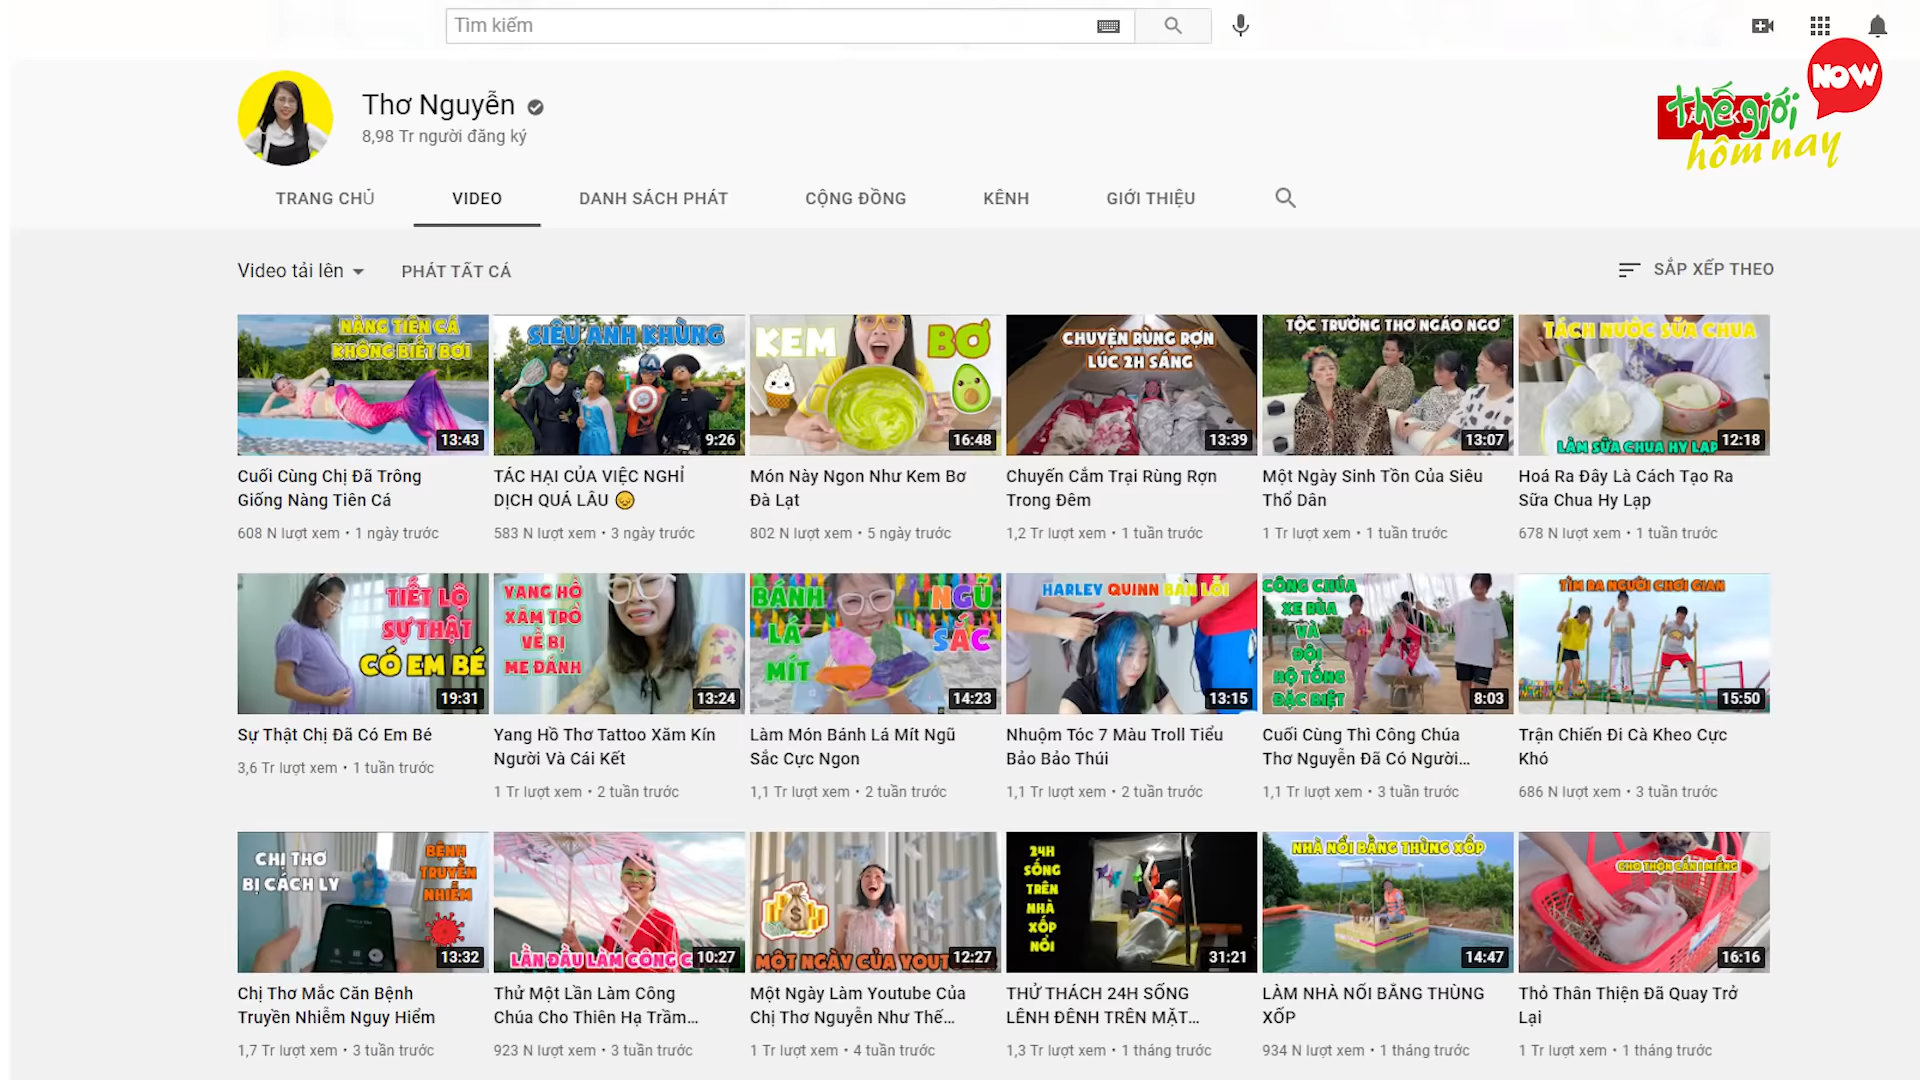 Tìm kiếm
NOW
thế giới
hôm nay
Thơ Nguyễn
8,98 Tr người đăng ký
TRANG CHỦ
VIDEO
DANH SÁCH PHÁT
CỘNG ĐỒNG
KÊNH
GIỚI THIỆU
Video tải lên
PHÁT TẤT CẢ
SẮP XẾP THEO
NÀNG TIÊN CÁ
KHÔNG BIẾT BƠI
13:43
SIÊU ANH KHÙNG
9:26
KEM BƠ
16:48
CHUYỆN RÙNG RỢN
LÚC 2H SÁNG
13:39
TỘC TRƯỞNG THƠ NGÁO NGƠ
13:07
TÁCH NƯỚC SỮA CHUA
LÀM SỮA CHUA HY LẠP
12:18
Cuối Cùng Chị Đã Trông
Giống Nàng Tiên Cá
608 N lượt xem • 1 ngày trước
TÁC HẠI CỦA VIỆC NGHỈ
DỊCH QUÁ LÂU 😞
583 N lượt xem • 3 ngày trước
Món Này Ngon Như Kem Bơ
Đà Lạt
802 N lượt xem • 5 ngày trước
Chuyến Cắm Trại Rùng Rợn
Trong Đêm
1,2 Tr lượt xem • 1 tuần trước
Một Ngày Sinh Tồn Của Siêu
Thổ Dân
1 Tr lượt xem • 1 tuần trước
Hoá Ra Đây Là Cách Tạo Ra
Sữa Chua Hy Lạp
678 N lượt xem • 1 tuần trước
TIẾT LỘ
SỰ THẬT
CÓ EM BÉ
19:31
YANG HỒ
XĂM TRỔ
VỀ BỊ
MẸ ĐÁNH
13:24
BÁNH
LÁ
MÍT
NGŨ
SẮC
14:23
HARLEY QUINN BẢN LỖI
13:15
CÔNG CHÚA
XE RÙA
VÀ
ĐỘI
HỘ TỐNG
ĐẶC BIỆT
8:03
TÌM RA NGƯỜI CHƠI GIAN
15:50
Sự Thật Chị Đã Có Em Bé
3,6 Tr lượt xem • 1 tuần trước
Yang Hồ Thơ Tattoo Xăm Kín
Người Và Cái Kết
1 Tr lượt xem • 2 tuần trước
Làm Món Bánh Lá Mít Ngũ
Sắc Cực Ngon
1,1 Tr lượt xem • 2 tuần trước
Nhuộm Tóc 7 Màu Troll Tiểu
Bảo Bảo Thúi
1,1 Tr lượt xem • 2 tuần trước
Cuối Cùng Thì Công Chúa
Thơ Nguyễn Đã Có Người...
1,1 Tr lượt xem • 3 tuần trước
Trận Chiến Đi Cà Kheo Cực
Khó
686 N lượt xem • 3 tuần trước
CHỊ THƠ
BỊ CÁCH LY
BỆNH
TRUYỀN
NHIỄM
13:32
LẦN ĐẦU LÀM CÔNG C
10:27
MỘT NGÀY CỦA YOUT
12:27
24H
SỐNG
TRÊN
NHÀ
XỐP
NỔI
31:21
NHÀ NỔI BẰNG THÙNG XỐP
14:47
CHO THỘN CẮN 1 MIẾNG
16:16
Chị Thơ Mắc Căn Bệnh
Truyền Nhiễm Nguy Hiểm
1,7 Tr lượt xem • 3 tuần trước
Thử Một Lần Làm Công
Chúa Cho Thiên Hạ Trầm...
923 N lượt xem • 3 tuần trước
Một Ngày Làm Youtube Của
Chị Thơ Nguyễn Như Thế...
1 Tr lượt xem • 4 tuần trước
THỬ THÁCH 24H SỐNG
LÊNH ĐÊNH TRÊN MẶT...
1,3 Tr lượt xem • 1 tháng trước
LÀM NHÀ NỔI BẰNG THÙNG
XỐP
934 N lượt xem • 1 tháng trước
Thỏ Thân Thiện Đã Quay Trở
Lại
1 Tr lượt xem • 1 tháng trước